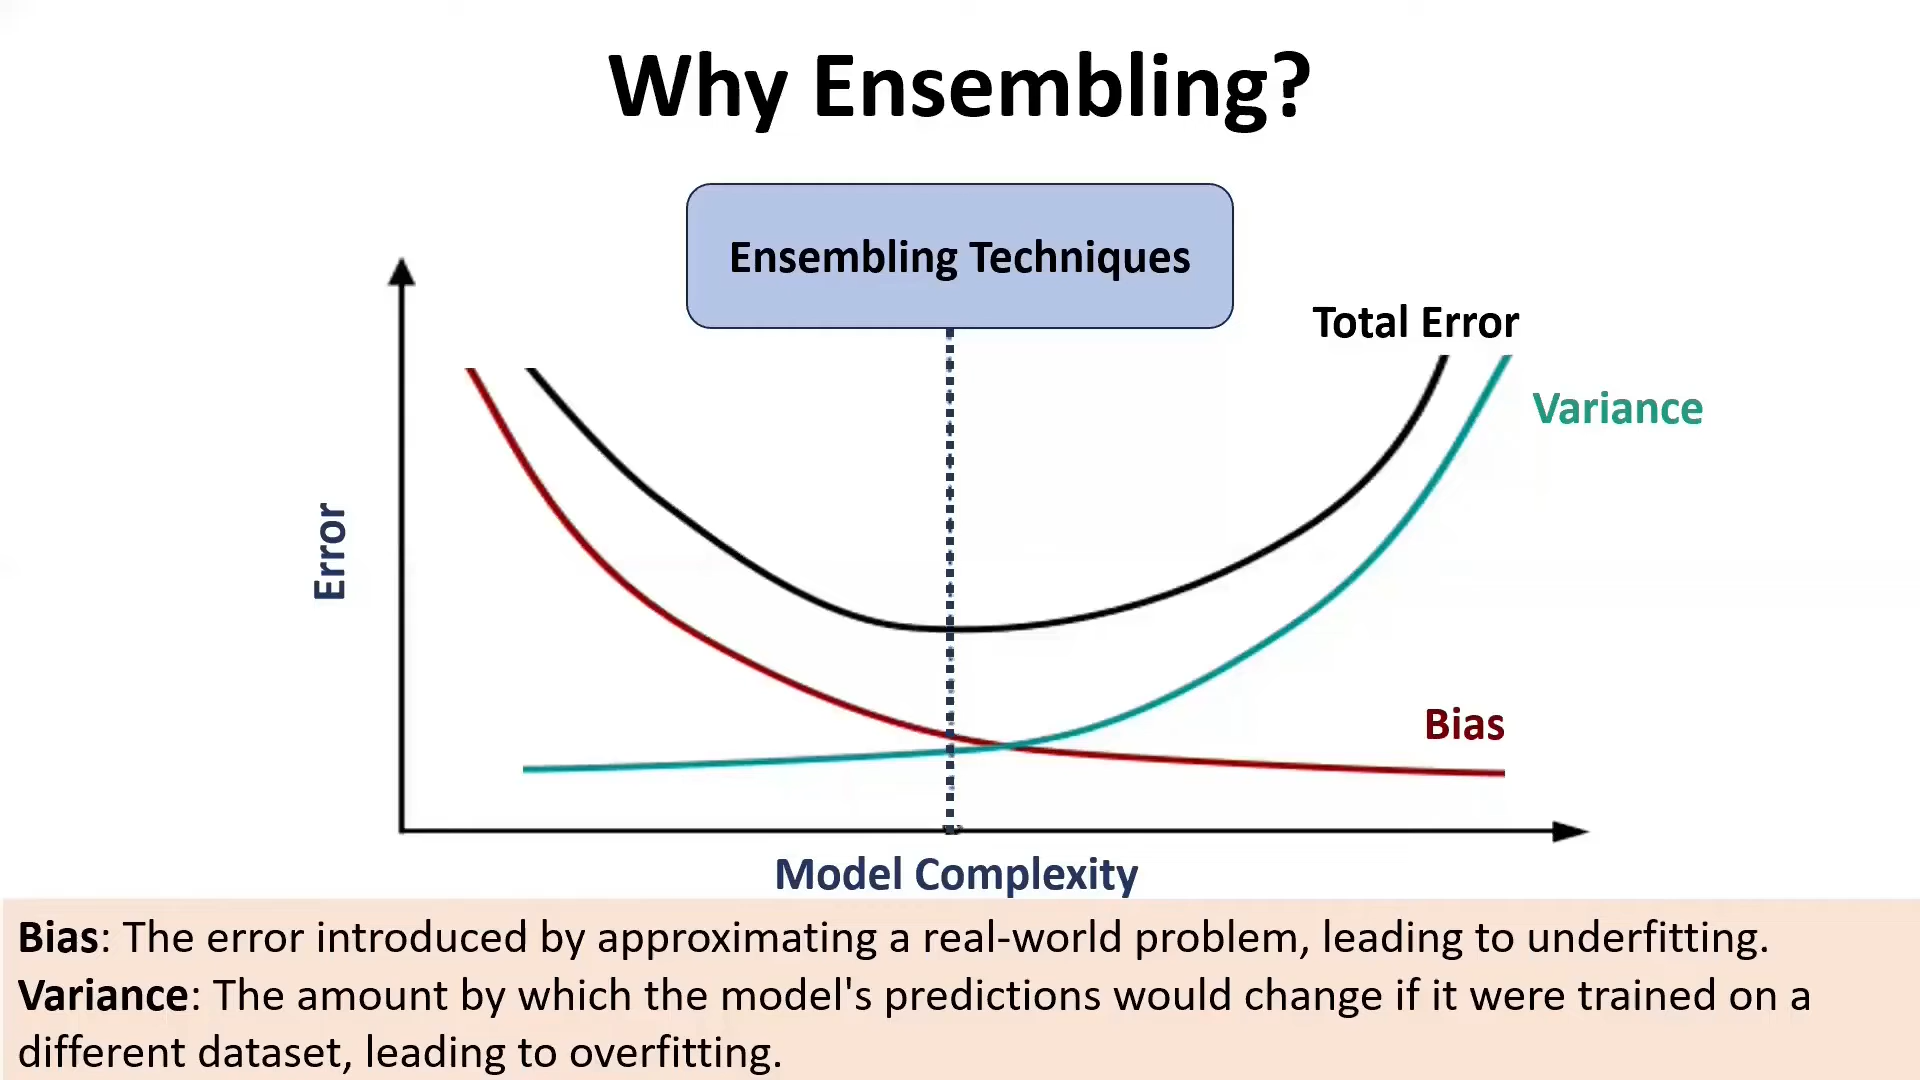 Why Ensembling?
Ensembling Techniques
Total Error
Variance
Error
Bias
Model Complexity
Bias: The error introduced by approximating a real-world problem, leading to underfitting.
Variance: The amount by which the model's predictions would change if it were trained on a
different dataset, leading to overfitting.